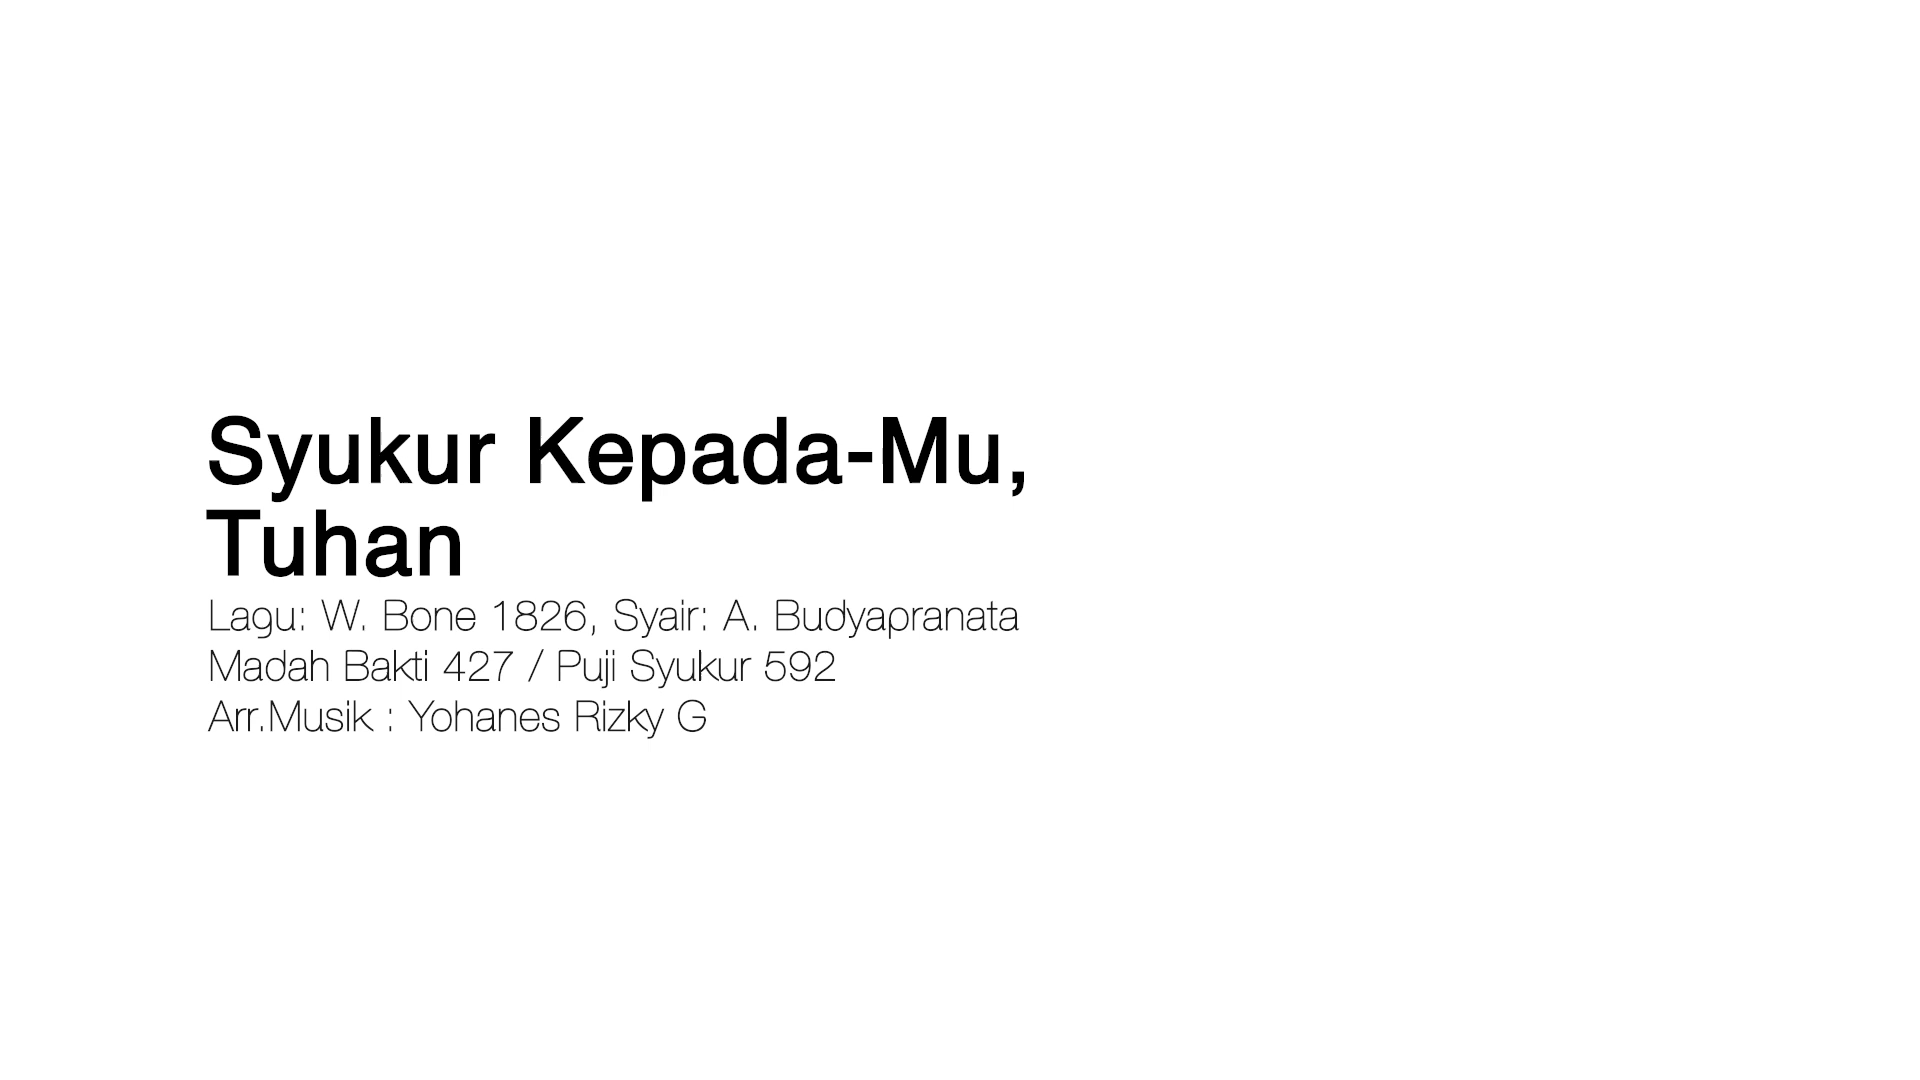 Syukur Kepada-Mu,
Tuhan
Lagu: W. Bone 1826, Syair: A. Budyapranata
Madah Bakti 427 / Puji Syukur 592
Arr.Musik : Yohanes Rizky G